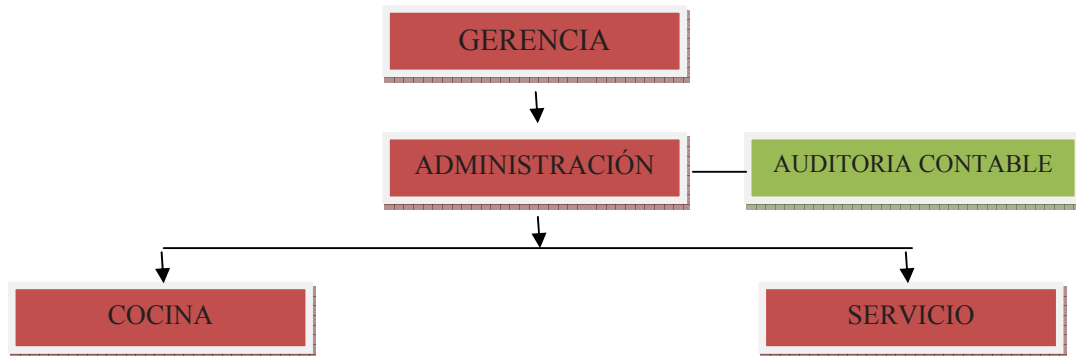 GERENCIA
ADMINISTRACIÓN
AUDITORIA CONTABLE
COCINA
SERVICIO